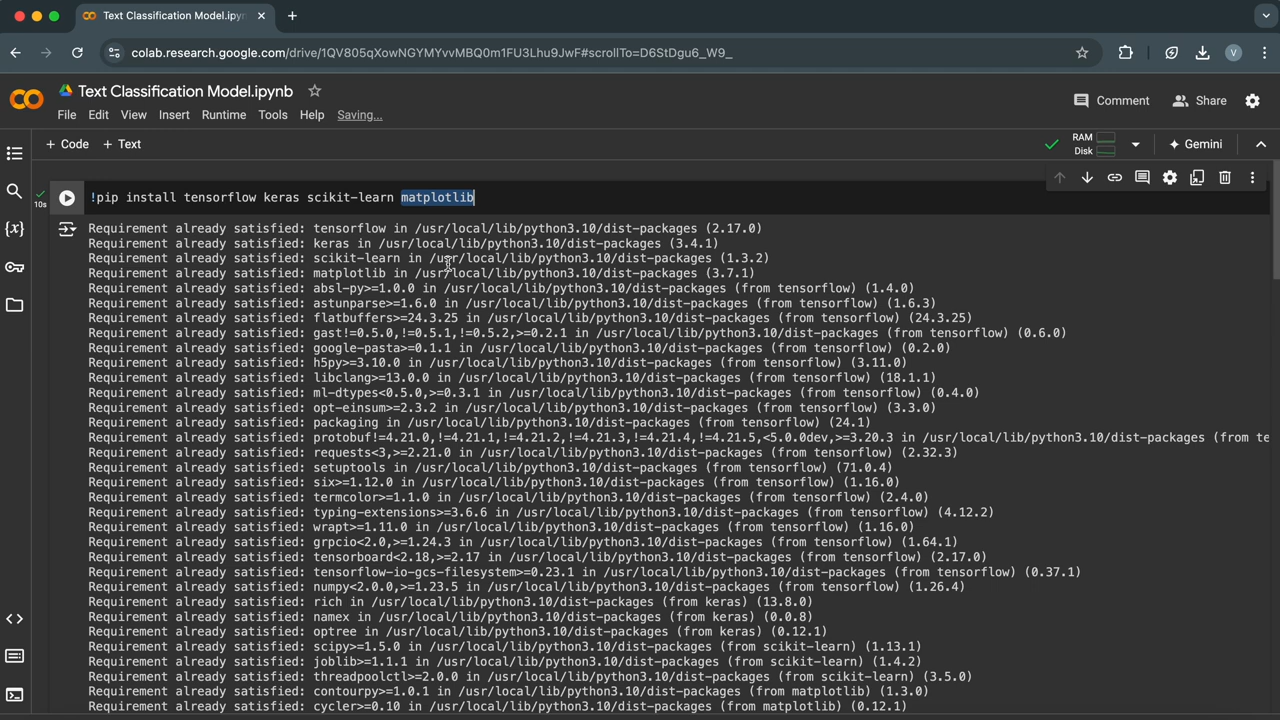 Text Classification Model.ipyn
colab.research.google.com/drive/1QV805qXowNGYMYvvMBQ0m1FU3Lhu9JwF#scrollTo=D6StDgu6_W9_
V
Text Classification Model.ipynb
Comment
Share
File Edit View Insert Runtime Tools Help Saving...
+ Code + Text
RAM
Disk
Gemini
10s
!pip install tensorflow keras scikit-learn matplotlib
Requirement already satisfied: tensorflow in /usr/local/lib/python3.10/dist-packages (2.17.0)
Requirement already satisfied: keras in /usr/local/lib/python3.10/dist-packages (3.4.1)
Requirement already satisfied: scikit-learn in /usr/local/lib/python3.10/dist-packages (1.3.2)
Requirement already satisfied: matplotlib in /usr/local/lib/python3.10/dist-packages (3.7.1)
Requirement already satisfied: absl-py>=1.0.0 in /usr/local/lib/python3.10/dist-packages (from tensorflow) (1.4.0)
Requirement already satisfied: astunparse>=1.6.0 in /usr/local/lib/python3.10/dist-packages (from tensorflow) (1.6.3)
Requirement already satisfied: flatbuffers>=24.3.25 in /usr/local/lib/python3.10/dist-packages (from tensorflow) (24.3.25)
Requirement already satisfied: gast!=0.5.0,!=0.5.1,!=0.5.2,>=0.2.1 in /usr/local/lib/python3.10/dist-packages (from tensorflow) (0.6.0)
Requirement already satisfied: google-pasta>=0.1.1 in /usr/local/lib/python3.10/dist-packages (from tensorflow) (0.2.0)
Requirement already satisfied: h5py>=3.10.0 in /usr/local/lib/python3.10/dist-packages (from tensorflow) (3.11.0)
Requirement already satisfied: libclang>=13.0.0 in /usr/local/lib/python3.10/dist-packages (from tensorflow) (18.1.1)
Requirement already satisfied: ml-dtypes<0.5.0,>=0.3.1 in /usr/local/lib/python3.10/dist-packages (from tensorflow) (0.4.0)
Requirement already satisfied: opt-einsum>=2.3.2 in /usr/local/lib/python3.10/dist-packages (from tensorflow) (3.3.0)
Requirement already satisfied: packaging in /usr/local/lib/python3.10/dist-packages (from tensorflow) (24.1)
Requirement already satisfied: protobuf!=4.21.0,!=4.21.1,!=4.21.2,!=4.21.3,!=4.21.4,!=4.21.5,<5.0.0dev,>=3.20.3 in /usr/local/lib/python3.10/dist-packages (from te
Requirement already satisfied: requests<3,>=2.21.0 in /usr/local/lib/python3.10/dist-packages (from tensorflow) (2.32.3)
Requirement already satisfied: setuptools in /usr/local/lib/python3.10/dist-packages (from tensorflow) (71.0.4)
Requirement already satisfied: six>=1.12.0 in /usr/local/lib/python3.10/dist-packages (from tensorflow) (1.16.0)
Requirement already satisfied: termcolor>=1.1.0 in /usr/local/lib/python3.10/dist-packages (from tensorflow) (2.4.0)
Requirement already satisfied: typing-extensions>=3.6.6 in /usr/local/lib/python3.10/dist-packages (from tensorflow) (4.12.2)
Requirement already satisfied: wrapt>=1.11.0 in /usr/local/lib/python3.10/dist-packages (from tensorflow) (1.16.0)
Requirement already satisfied: grpcio<2.0,>=1.24.3 in /usr/local/lib/python3.10/dist-packages (from tensorflow) (1.64.1)
Requirement already satisfied: tensorboard<2.18,>=2.17 in /usr/local/lib/python3.10/dist-packages (from tensorflow) (2.17.0)
Requirement already satisfied: tensorflow-io-gcs-filesystem>=0.23.1 in /usr/local/lib/python3.10/dist-packages (from tensorflow) (0.37.1)
Requirement already satisfied: numpy<2.0.0,>=1.23.5 in /usr/local/lib/python3.10/dist-packages (from tensorflow) (1.26.4)
Requirement already satisfied: rich in /usr/local/lib/python3.10/dist-packages (from keras) (13.8.0)
Requirement already satisfied: namex in /usr/local/lib/python3.10/dist-packages (from keras) (0.0.8)
Requirement already satisfied: optree in /usr/local/lib/python3.10/dist-packages (from keras) (0.12.1)
Requirement already satisfied: scipy>=1.5.0 in /usr/local/lib/python3.10/dist-packages (from scikit-learn) (1.13.1)
Requirement already satisfied: joblib>=1.1.1 in /usr/local/lib/python3.10/dist-packages (from scikit-learn) (1.4.2)
Requirement already satisfied: threadpoolctl>=2.0.0 in /usr/local/lib/python3.10/dist-packages (from scikit-learn) (3.5.0)
Requirement already satisfied: contourpy>=1.0.1 in /usr/local/lib/python3.10/dist-packages (from matplotlib) (1.3.0)
Requirement already satisfied: cycler>=0.10 in /usr/local/lib/python3.10/dist-packages (from matplotlib) (0.12.1)